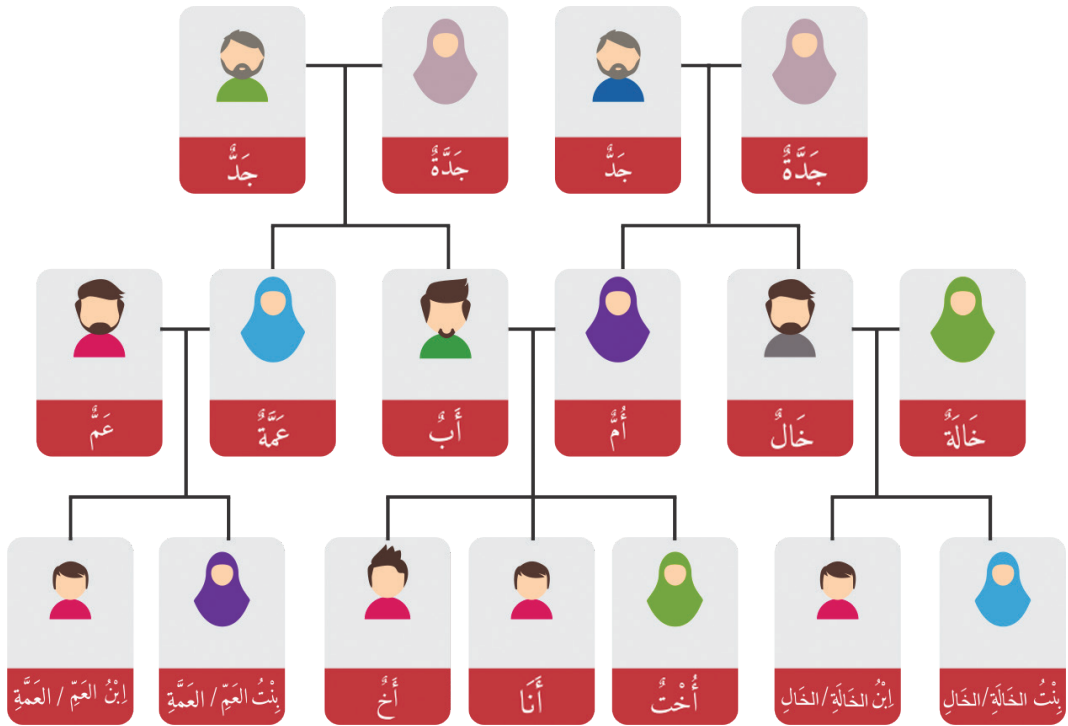 جَدَّةٌ
جَدٌّ
جَدَّةٌ
جَدٌّ
خَالَةٌ
خَالٌ
أُمٌّ
أَبٌ
عَمَّةٌ
عَمٌّ
بِنْتُ الخَالَةِ/الخَالِ
اِبْنُ الخَالَةِ/الخَالِ
أُخْتٌ
أَنَا
أَخٌ
بِنْتُ العَمِّ / العَمَّةِ
اِبْنُ العَمِّ / العَمَّةِ